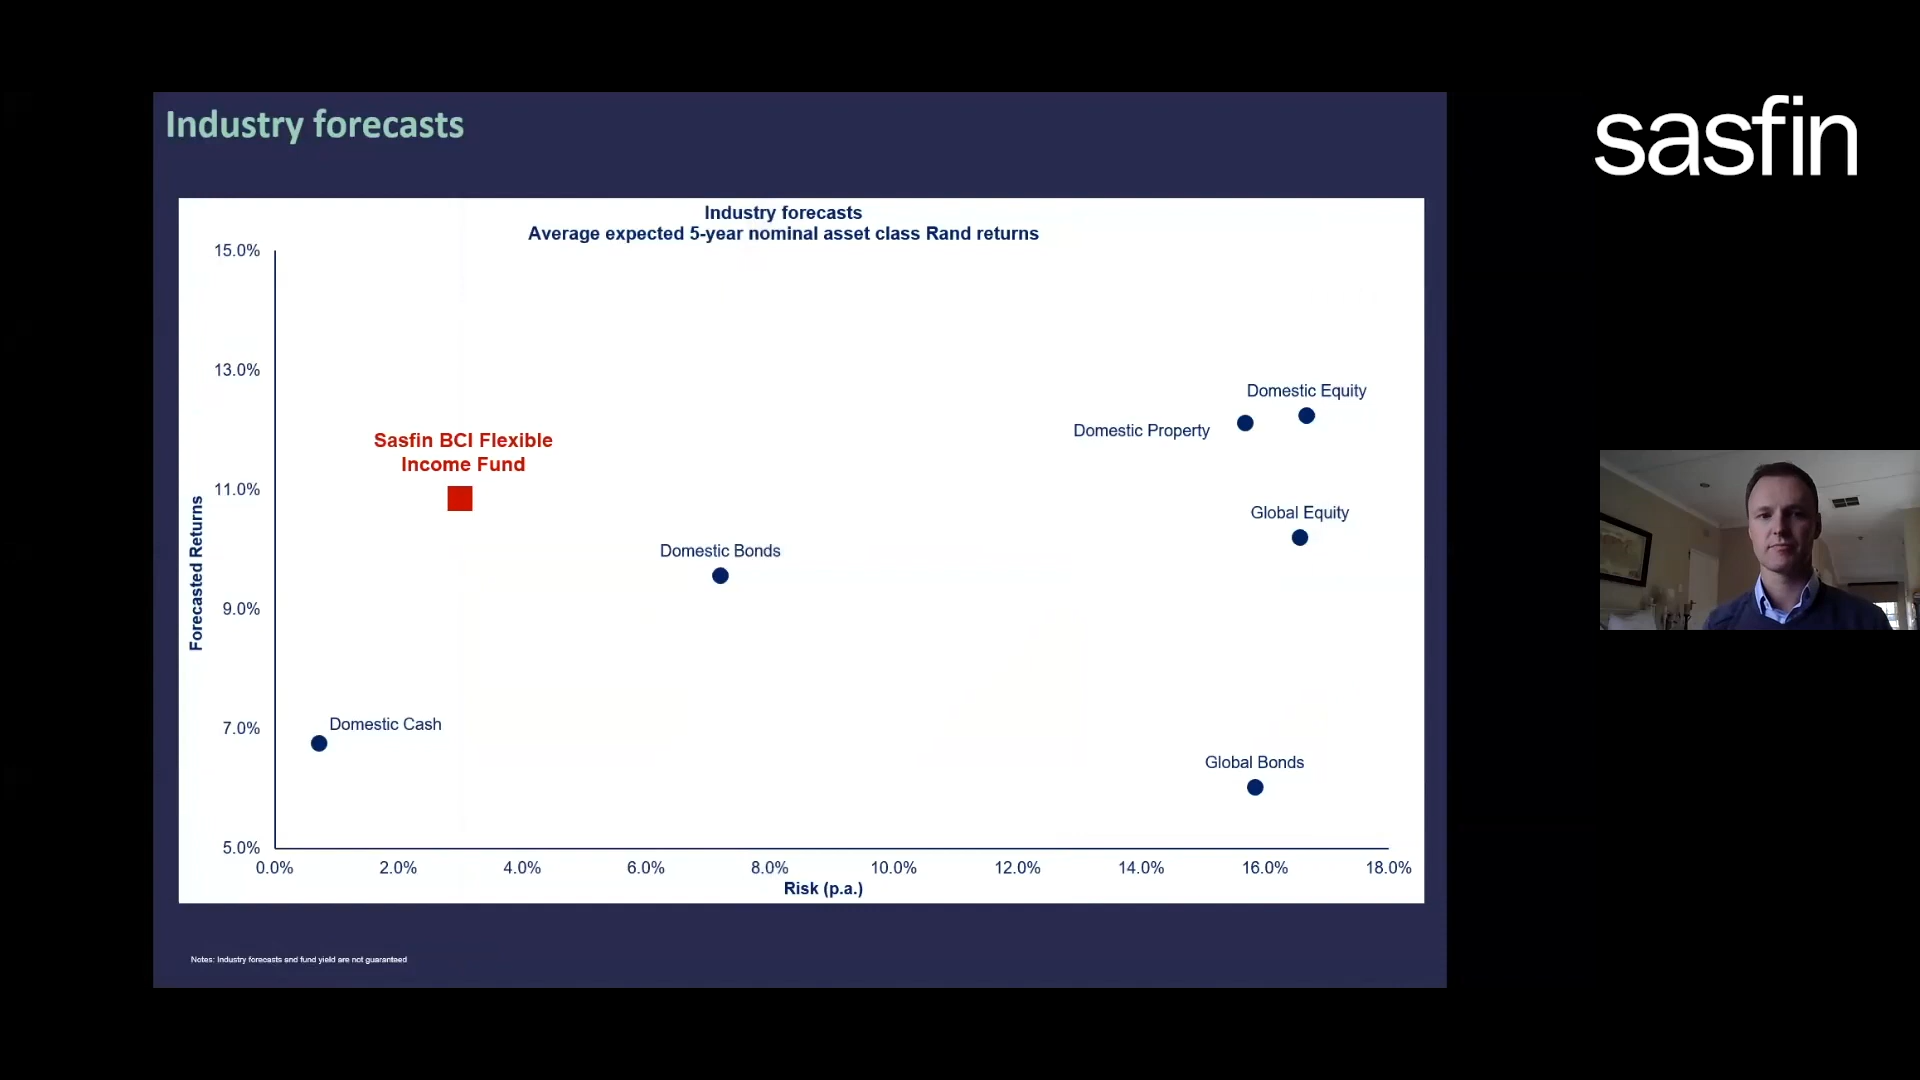 Industry forecasts
sasfin
Industry forecasts
Average expected 5-year nominal asset class Rand returns
15.0%
13.0%
Domestic Equity
Domestic Property
Sasfin BCI Flexible
Income Fund
11.0%
Global Equity
Domestic Bonds
Forecasted Returns
9.0%
7.0%
Domestic Cash
Global Bonds
5.0%
0.0% 2.0% 4.0% 6.0% 8.0% 10.0% 12.0% 14.0% 16.0% 18.0%
Risk (p.a.)
Notes: Industry forecasts and fund yield are not guaranteed